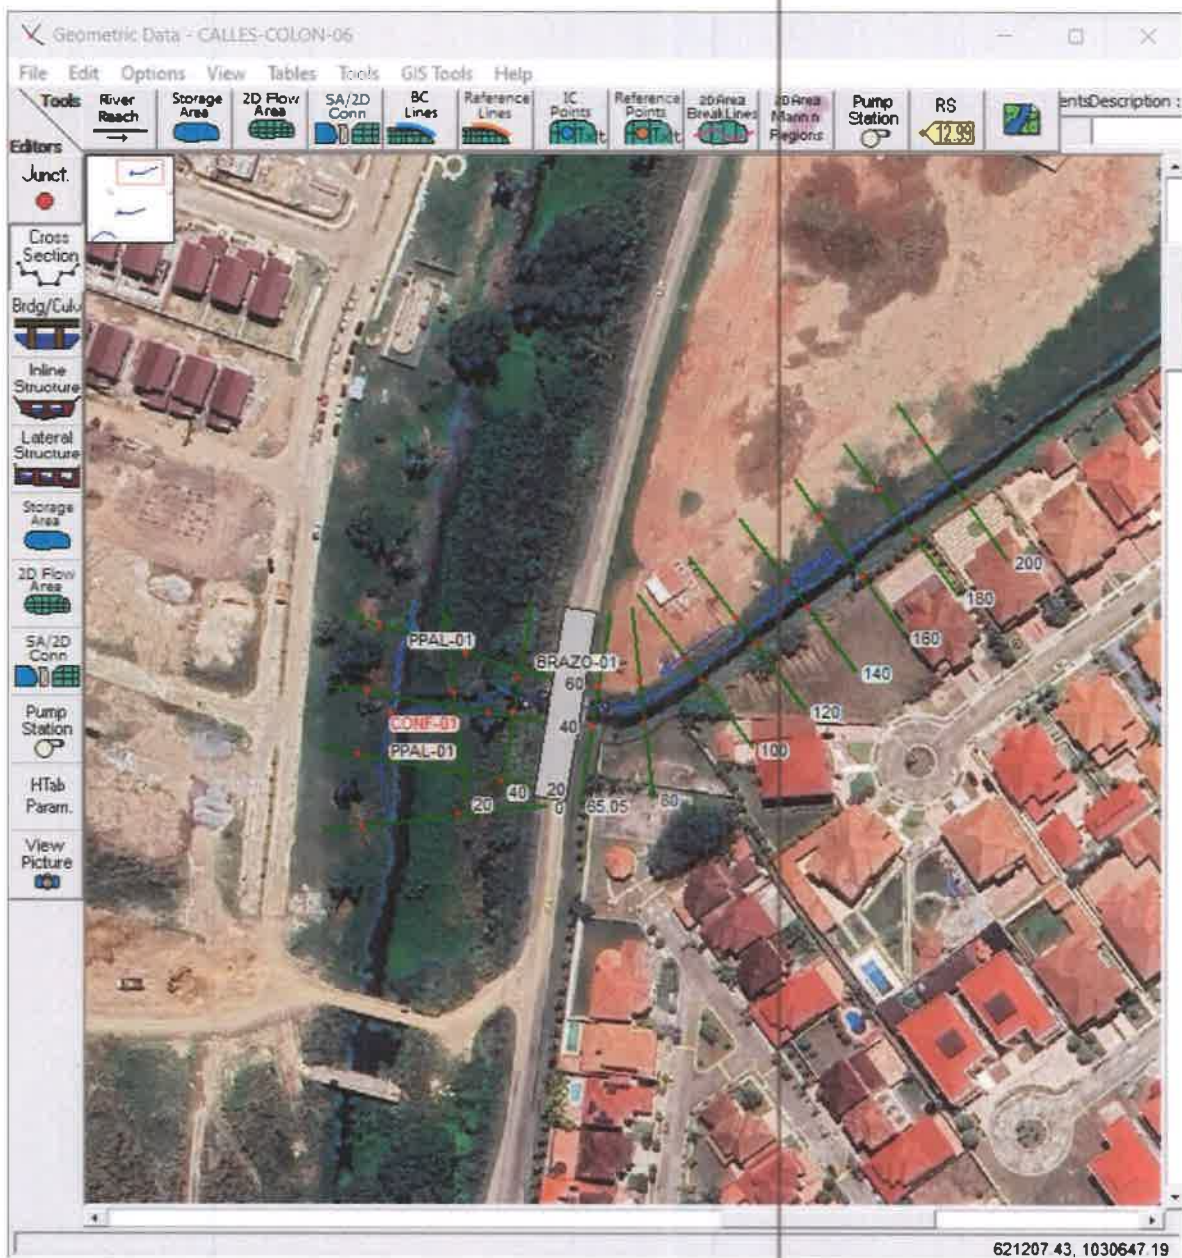 Geometric Data - CALLES-COLON-06
File Edit Options View Tables Tools GIS Tools Help
Tools
River Reach
Storage Area
2D Flow Area
SA/2D Conn
BC Lines
Reference Lines
IC Points
Reference Points
2D Area BreakLines
2D Area Mann n Regions
Pump Station
RS
12.99
entsDescription :
Editors
Junct.
Cross Section
Brdg/Culv
Inline Structure
Lateral Structure
Storage Area
2D Flow Area
SA/2D Conn
Pump Station
HTab Param.
View Picture
200
180
160
140
120
100
80
65.05
PPAL-01
BRAZO-01
60
CONF-01
40
PPAL-01
20
40
20
0
621207.43, 1030647.19